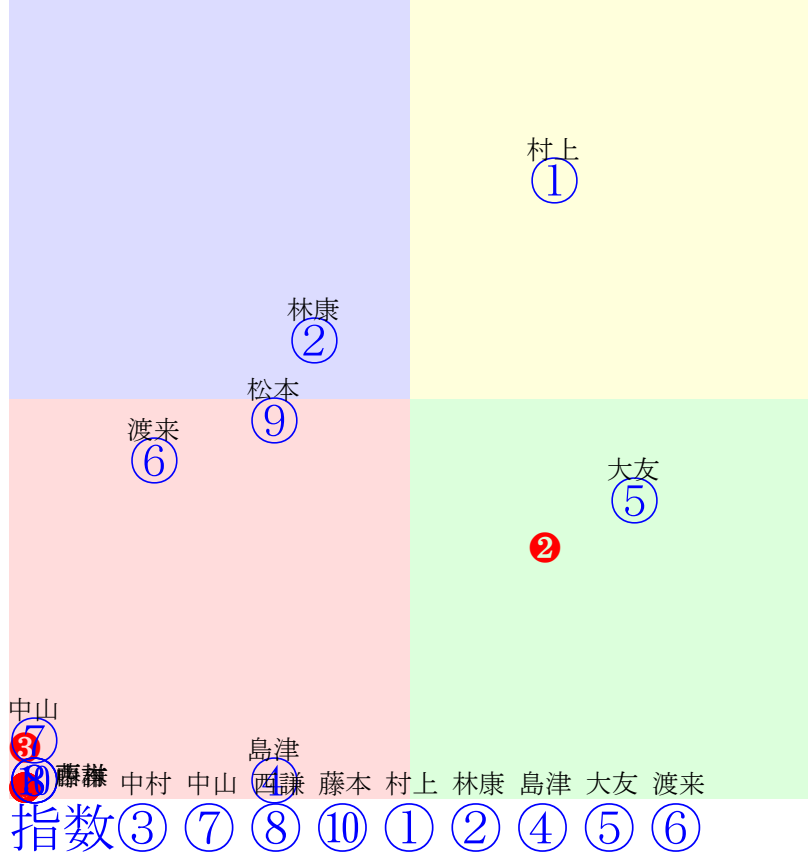 村上
①
林康
②
松本
⑨
渡来
⑥
大友
⑤
❷
中山
⑦
❸
島津
④
中村 中山 西謙 藤本 村上 林康 島津 大友 渡来
指数 ③ ⑦ ⑧ ⑩ ① ② ④ ⑤ ⑥